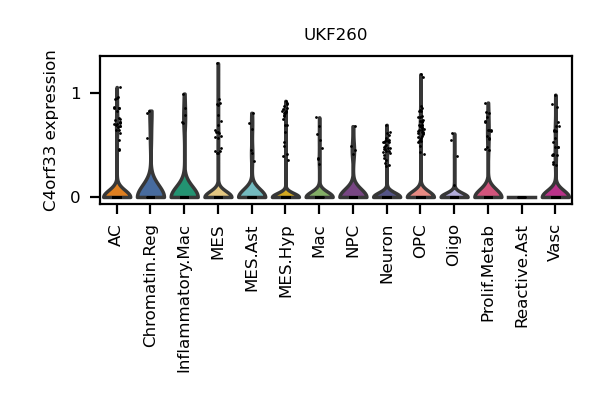 UKF260
C4orf33 expression
1
0
AC
Chromatin.Reg
Inflammatory.Mac
MES
MES.Ast
MES.Hyp
Mac
NPC
Neuron
OPC
Oligo
Prolif.Metab
Reactive.Ast
Vasc